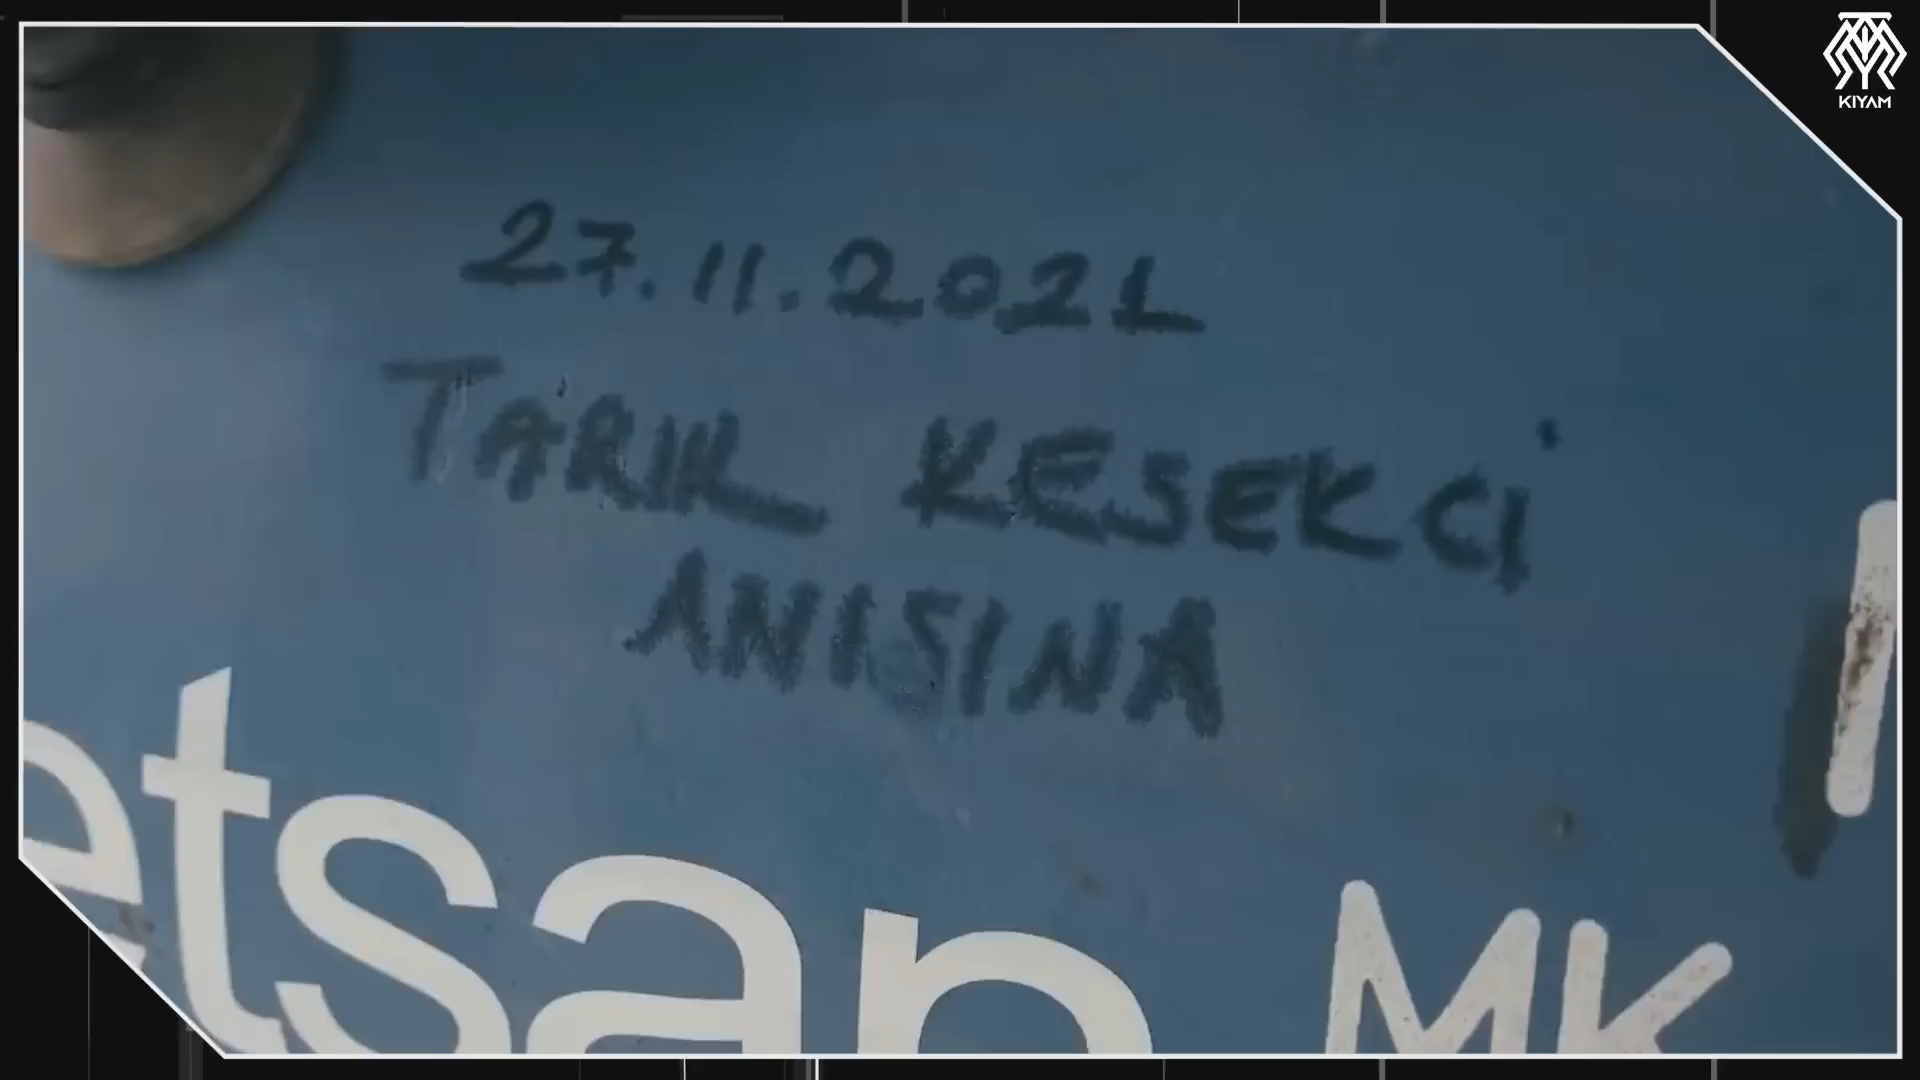 KIYAM
27.11.2021
TARIK KESEKCİ
ANISINA
etsan
MK